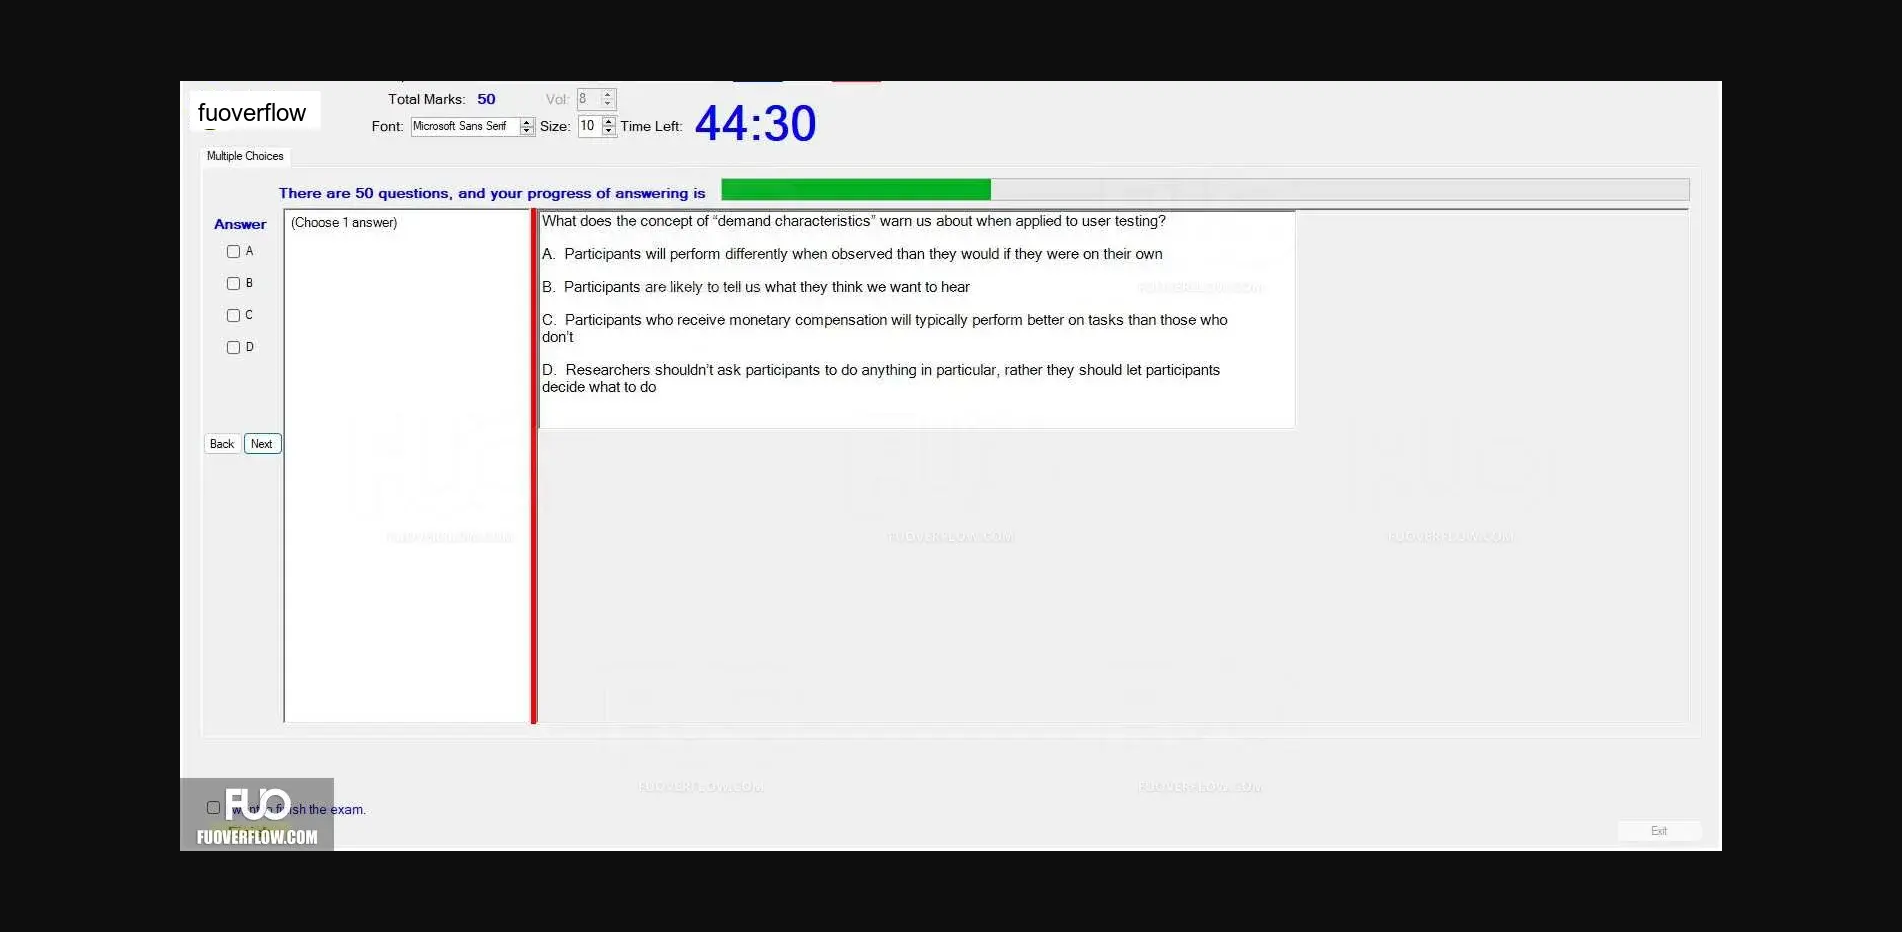 fuoverflow
Total Marks: 50
Vol: 8
Font: Microsoft Sans Serif
Size: 10
Time Left: 44:30
Multiple Choices
There are 50 questions, and your progress of answering is
Answer
(Choose 1 answer)
A
B
C
D
Back
Next
What does the concept of “demand characteristics” warn us about when applied to user testing?
A. Participants will perform differently when observed than they would if they were on their own
B. Participants are likely to tell us what they think we want to hear
C. Participants who receive monetary compensation will typically perform better on tasks than those who
don’t
D. Researchers shouldn’t ask participants to do anything in particular, rather they should let participants
decide what to do
FUOVERFLOW.COM
FUOVERFLOW.COM
FUOVERFLOW.COM
FUOVERFLOW.COM
FUOVERFLOW.COM
FUOVERFLOW.COM
FUO
the exam.
FUOVERFLOW.COM
Exit